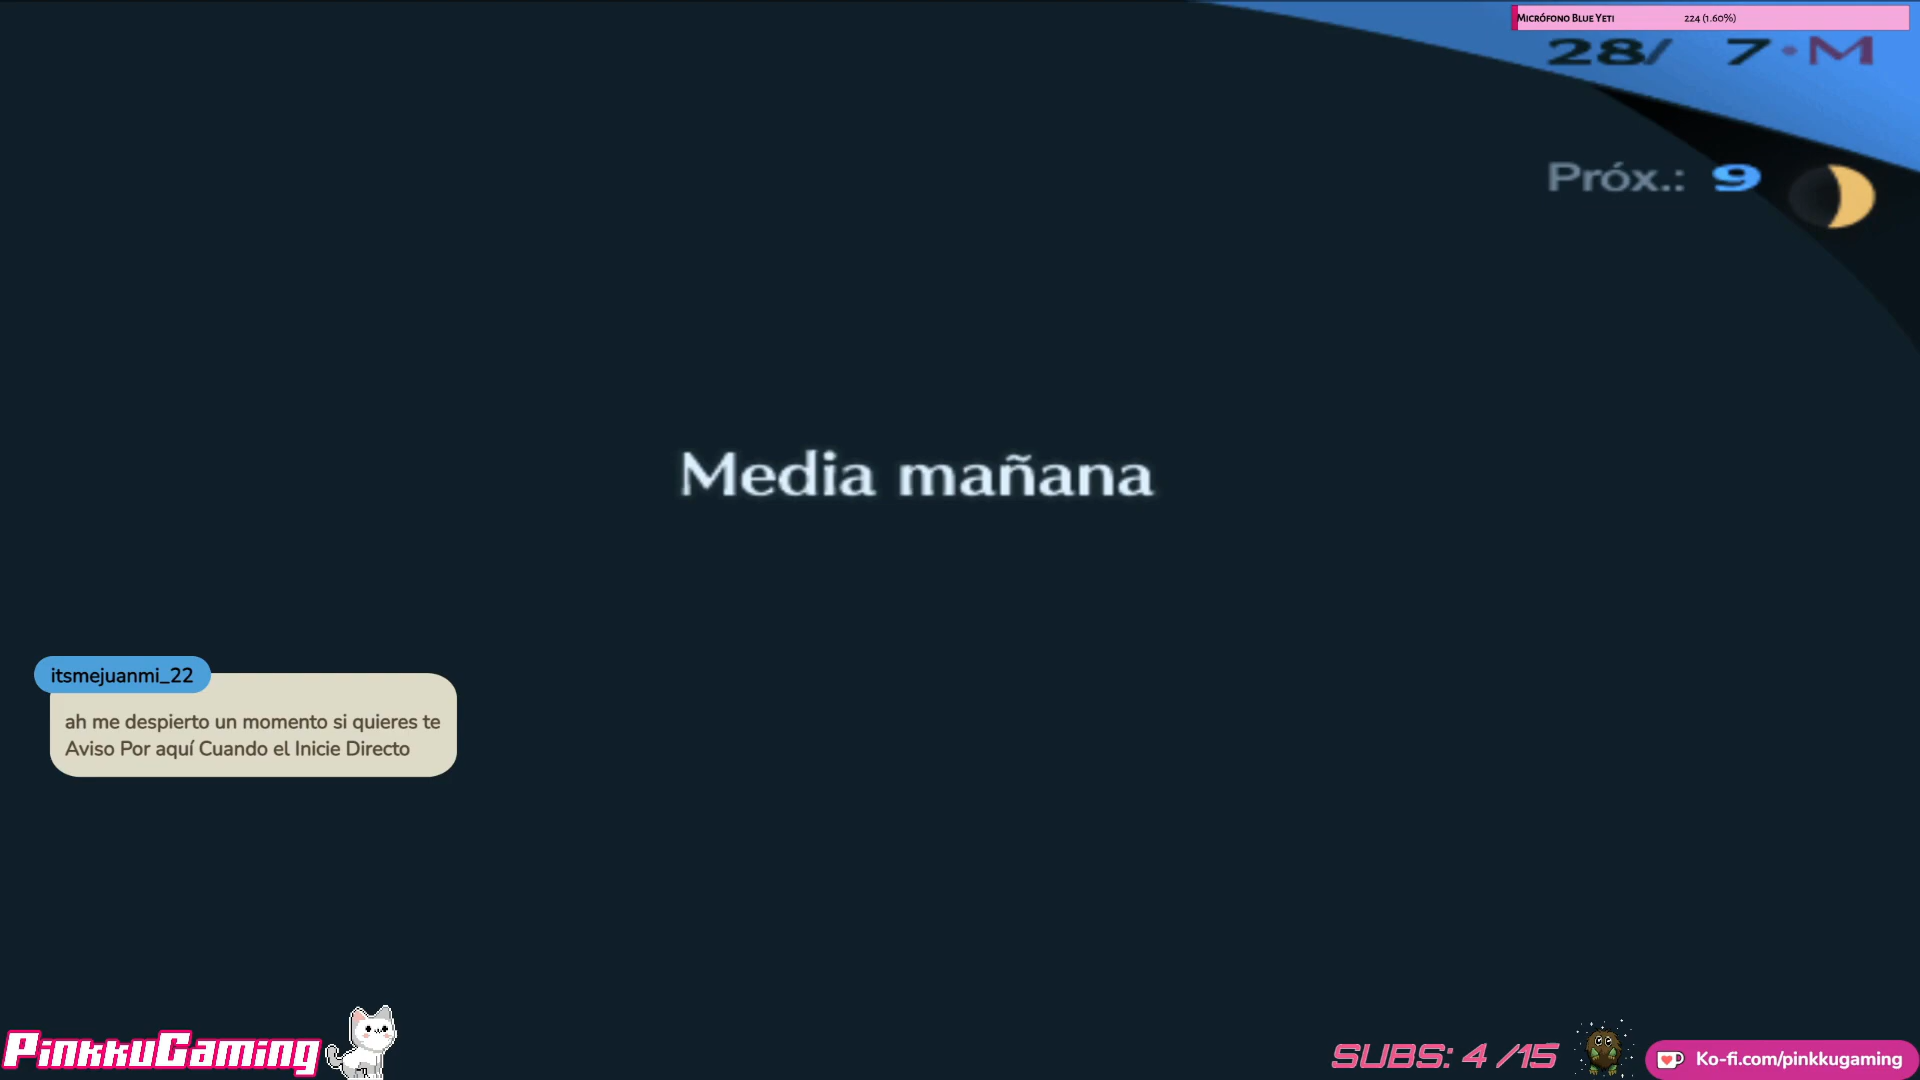 Micrófono Blue Yeti 224 (1.60%)
28/ 7•M
Próx.: 9
Media mañana
itsmejuanmi_22
ah me despierto un momento si quieres te
Aviso Por aquí Cuando el Inicie Directo
PinkkuGaming
SUBS: 4 /15
Ko-fi.com/pinkkugaming